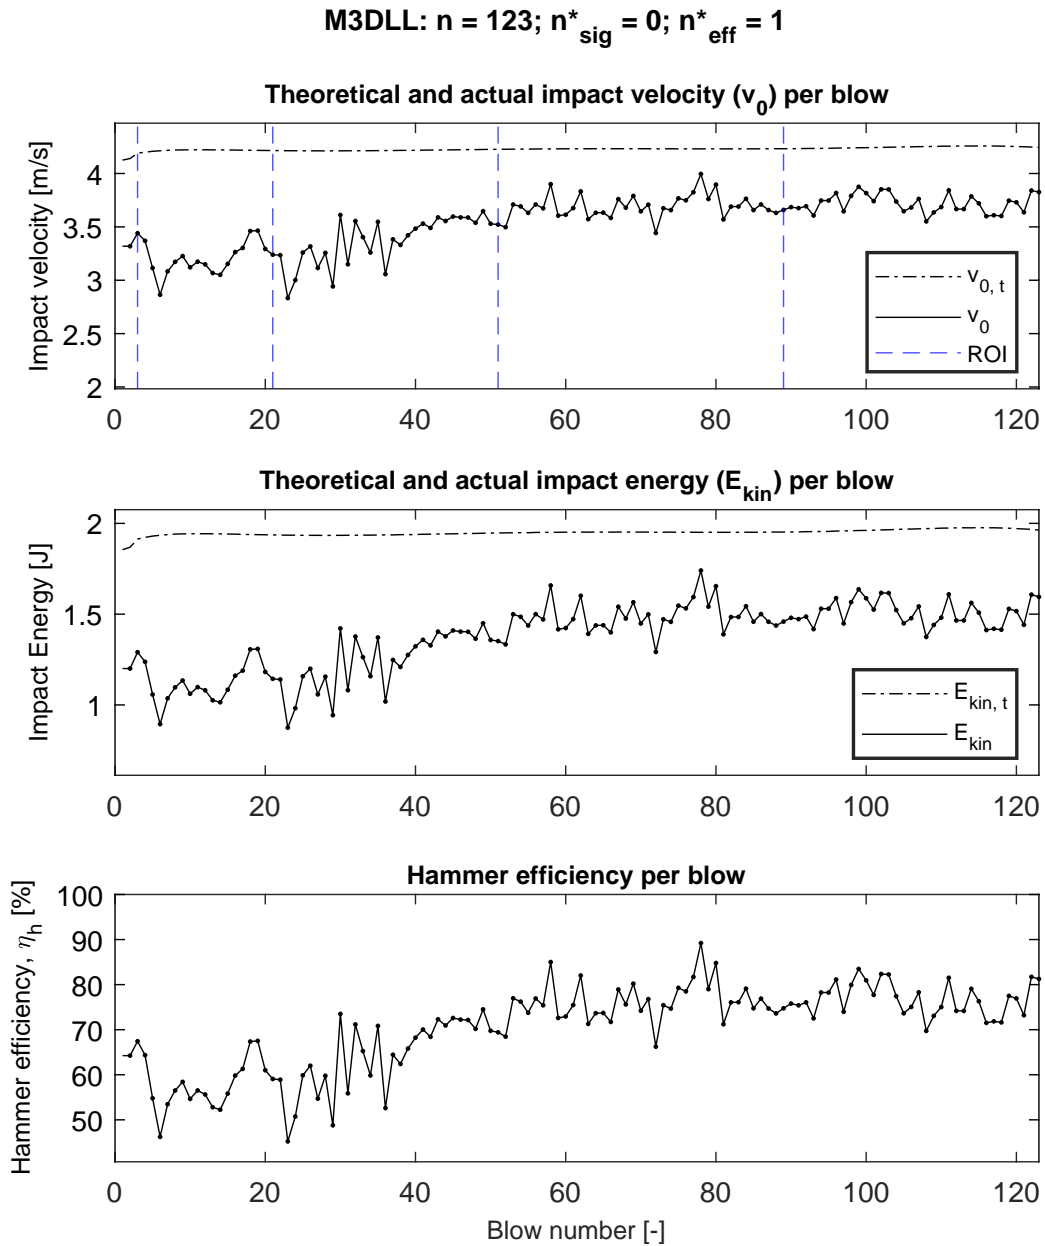 M3DLL: n = 123; n*sig = 0; n*eff = 1
Theoretical and actual impact velocity (v0) per blow
Impact velocity [m/s]
4
3.5
3
2.5
2
v0, t
v0
ROI
0 20 40 60 80 100 120
Theoretical and actual impact energy (Ekin) per blow
Impact Energy [J]
2
1.5
1
Ekin, t
Ekin
0 20 40 60 80 100 120
Hammer efficiency per blow
Hammer efficiency, ηh [%]
100
90
80
70
60
50
0 20 40 60 80 100 120
Blow number [-]